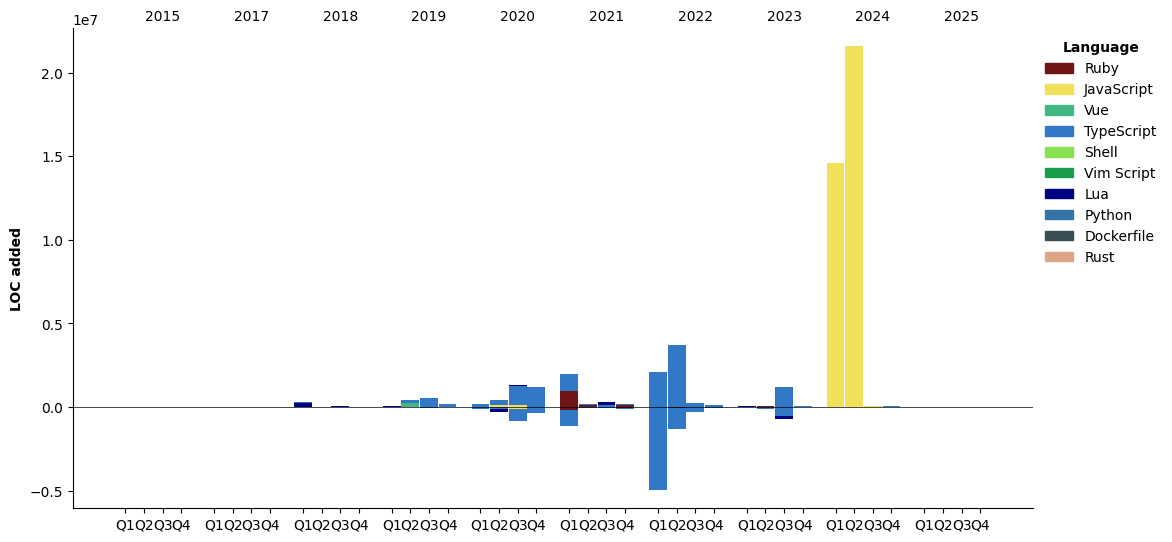 2015 2017 2018 2019 2020 2021 2022 2023 2024 2025
1e7
2.0
1.5
1.0
0.5
0.0
−0.5
LOC added
Q1Q2Q3Q4 Q1Q2Q3Q4 Q1Q2Q3Q4 Q1Q2Q3Q4 Q1Q2Q3Q4 Q1Q2Q3Q4 Q1Q2Q3Q4 Q1Q2Q3Q4 Q1Q2Q3Q4 Q1Q2Q3Q4
Language
Ruby
JavaScript
Vue
TypeScript
Shell
Vim Script
Lua
Python
Dockerfile
Rust